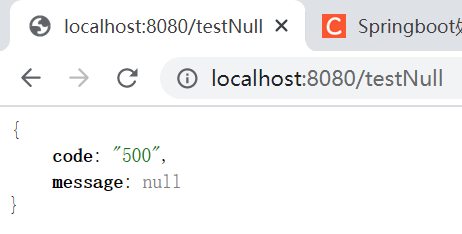 localhost:8080/testNull
Springboot
localhost:8080/testNull
{
code: "500",
message: null
}